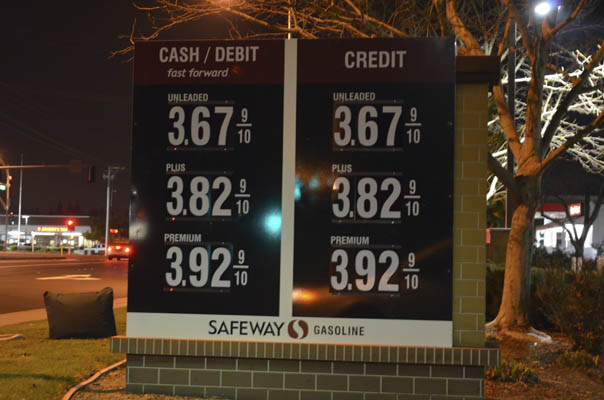 CASH / DEBIT
fast forward
UNLEADED
3.67 9/10
PLUS
3.82 9/10
PREMIUM
3.92 9/10
CREDIT
UNLEADED
3.67 9/10
PLUS
3.82 9/10
PREMIUM
3.92 9/10
SAFEWAY GASOLINE